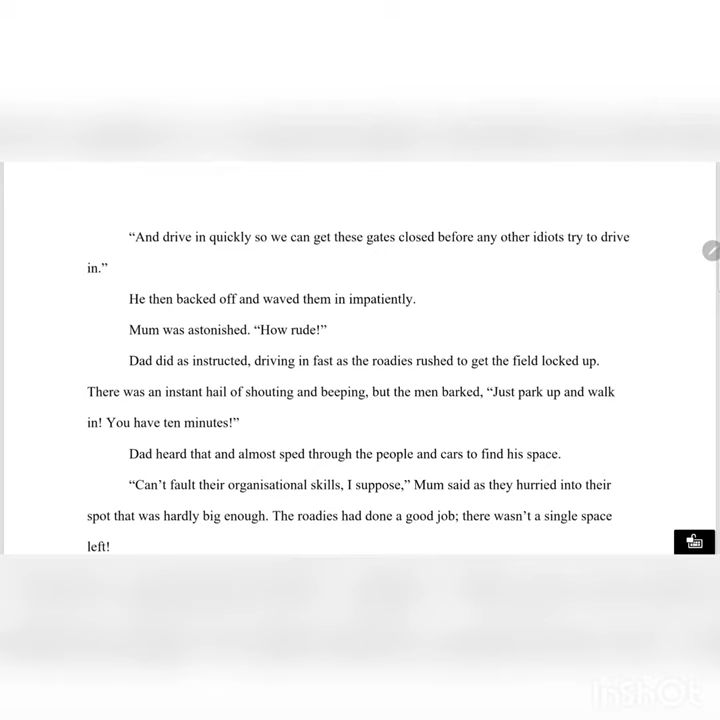 “And drive in quickly so we can get these gates closed before any other idiots try to drive
in.”
He then backed off and waved them in impatiently.
Mum was astonished. “How rude!”
Dad did as instructed, driving in fast as the roadies rushed to get the field locked up.
There was an instant hail of shouting and beeping, but the men barked, “Just park up and walk
in! You have ten minutes!”
Dad heard that and almost sped through the people and cars to find his space.
“Can’t fault their organisational skills, I suppose,” Mum said as they hurried into their
spot that was hardly big enough. The roadies had done a good job; there wasn’t a single space
left!
InShOt